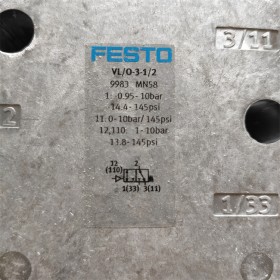 FESTO
VL/O-3-1/2
9983 MN58
1: 0.95-10bar
14.4-145psi
11:0-10bar/145psi
12,110: 1-10bar
13.8-145psi
12 2
(110)
1(33) 3(11)
3/11
2
1/33